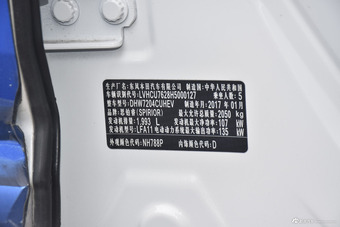 生产厂名:东风本田汽车有限公司 制造国:中华人民共和国
车辆识别代号:LVHCU7628H5000127 乘坐人数:5
整车型号:DHW7204CUHEV 制造年月:2017 年 01月
品牌:思铂睿(SPIRIOR) 最大允许总质量:2050 kg
发动机排量:1,993 L 发动机最大净功率:107 kW
发动机型号:LFA11 电动动力系统最大输出功率:135 kW
外观颜色代码:NH788P 内饰颜色代码:D